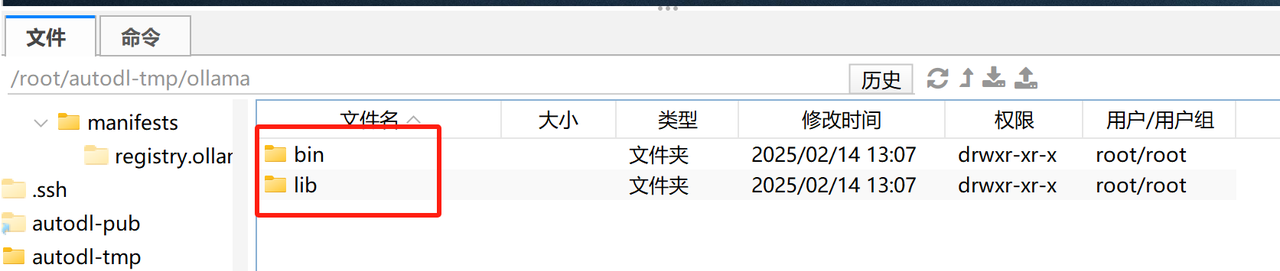 文件 命令
/root/autodl-tmp/ollama 历史
manifests
registry.ollar
.ssh
autodl-pub
autodl-tmp
文件名 大小 类型 修改时间 权限 用户/用户组
bin 文件夹 2025/02/14 13:07 drwxr-xr-x root/root
lib 文件夹 2025/02/14 13:07 drwxr-xr-x root/root